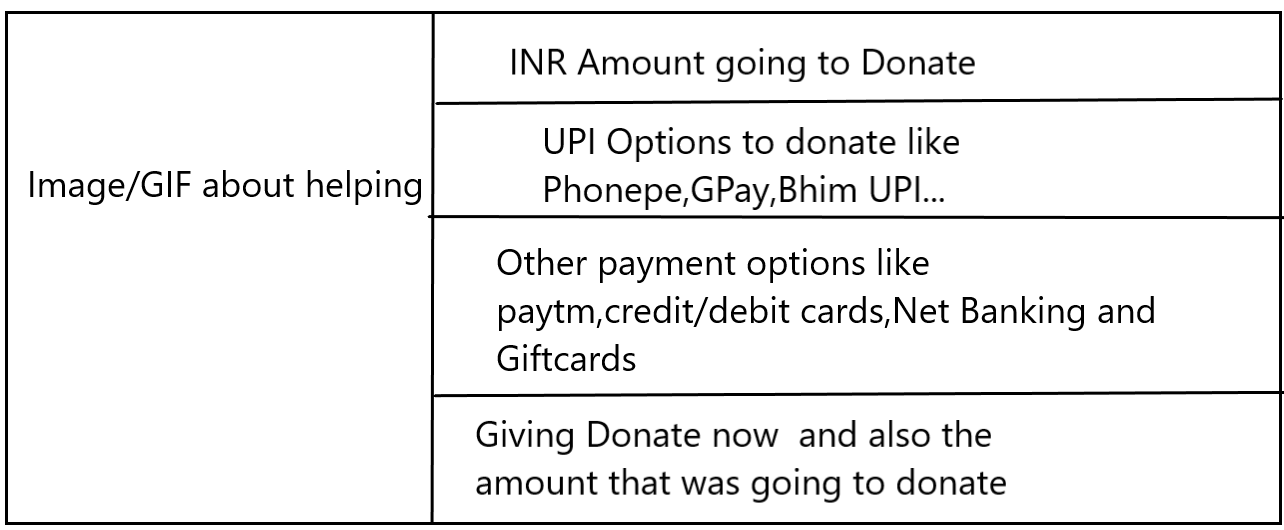 Image/GIF about helping
INR Amount going to Donate
UPI Options to donate like
Phonepe,GPay,Bhim UPI...
Other payment options like
paytm,credit/debit cards,Net Banking and
Giftcards
Giving Donate now  and also the
amount that was going to donate